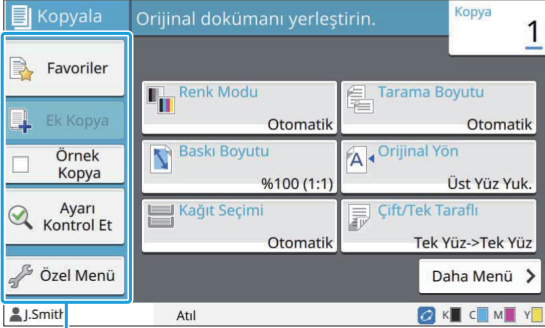 Kopyala
Orijinal dokümanı yerleştirin.
Kopya
1
Favoriler
Ek Kopya
Örnek
Kopya
Ayarı
Kontrol Et
Özel Menü
Renk Modu
Otomatik
Tarama Boyutu
Otomatik
Baskı Boyutu
%100 (1:1)
Orijinal Yön
Üst Yüz Yuk.
Kağıt Seçimi
Otomatik
Çift/Tek Taraflı
Tek Yüz->Tek Yüz
Daha Menü
J.Smith
Atıl
K C M Y